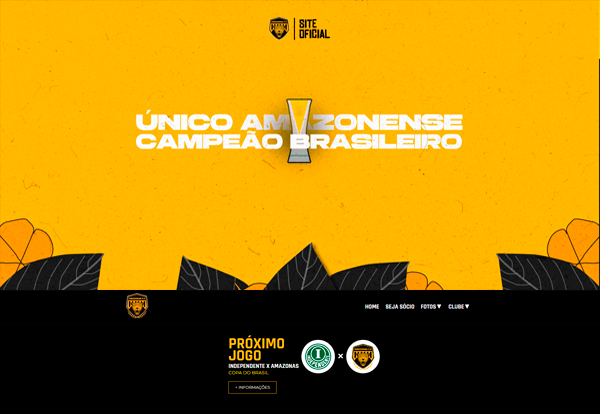 SITE
OFICIAL
ÚNICO AMAZONENSE
CAMPEÃO BRASILEIRO
HOME SEJA SÓCIO FOTOS▼ CLUBE▼
PRÓXIMO
JOGO
INDEPENDENTE X AMAZONAS
COPA DO BRASIL
+ INFORMAÇÕES
I
×